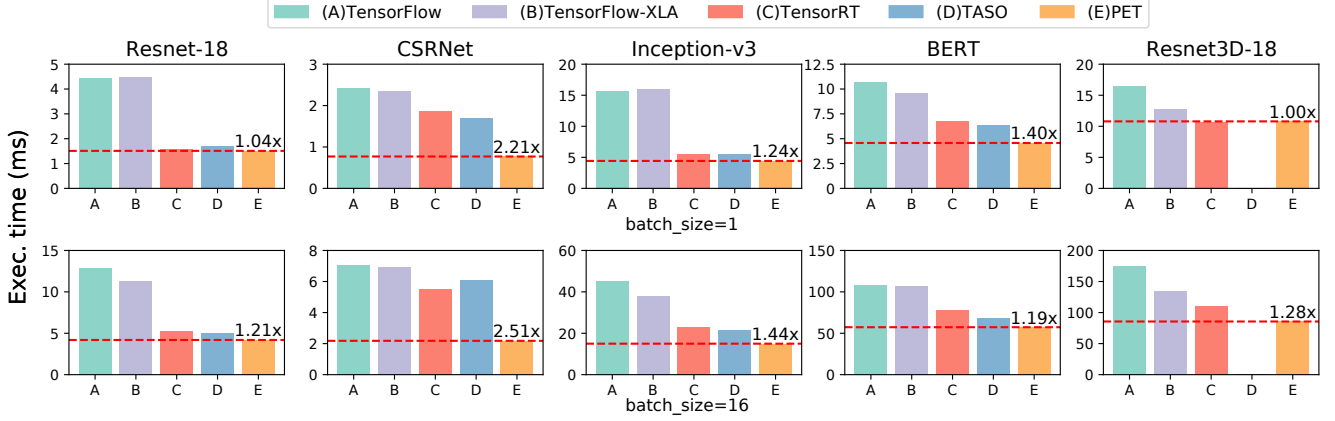 (A)TensorFlow (B)TensorFlow-XLA (C)TensorRT (D)TASO (E)PET
Resnet-18 CSRNet Inception-v3 BERT Resnet3D-18
Exec. time (ms)
5
4
3
2
1
0
1.04x
A B C D E
3
2
1
0
2.21x
A B C D E
20
15
10
5
0
1.24x
A B C D E
12.5
10.0
7.5
5.0
2.5
0.0
1.40x
A B C D E
20
15
10
5
0
1.00x
A B C D E
batch_size=1
15
10
5
0
1.21x
A B C D E
8
6
4
2
0
2.51x
A B C D E
60
40
20
0
1.44x
A B C D E
150
100
50
0
1.19x
A B C D E
200
150
100
50
0
1.28x
A B C D E
batch_size=16